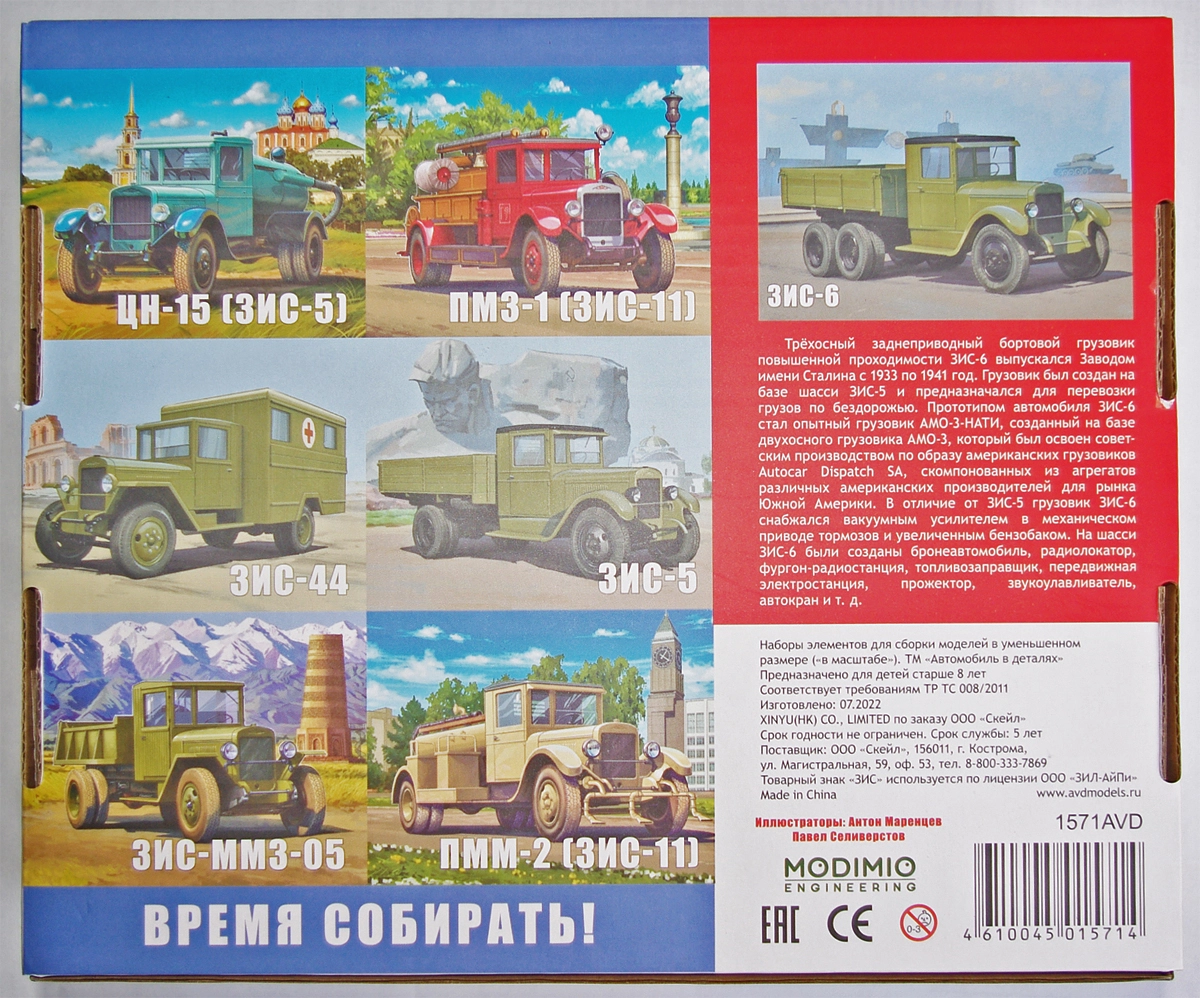 ЦН-15 (ЗИС-5)
ПМЗ-1 (ЗИС-11)
ЗИС-44
ЗИС-5
ЗИС-ММЗ-05
ПММ-2 (ЗИС-11)
ВРЕМЯ СОБИРАТЬ!
ЗИС-6
Трёхосный заднеприводный бортовой грузовик
повышенной проходимости ЗИС-6 выпускался Заводом
имени Сталина с 1933 по 1941 год. Грузовик был создан на
базе шасси ЗИС-5 и предназначался для перевозки
грузов по бездорожью. Прототипом автомобиля ЗИС-6
стал опытный грузовик АМО-3-НАТИ, созданный на базе
двухосного грузовика АМО-3, который был освоен совет-
ским производством по образу американских грузовиков
Autocar Dispatch SA, скомпонованных из агрегатов
различных американских производителей для рынка
Южной Америки. В отличие от ЗИС-5 грузовик ЗИС-6
снабжался вакуумным усилителем в механическом
приводе тормозов и увеличенным бензобаком. На шасси
ЗИС-6 были созданы бронеавтомобиль, радиолокатор,
фургон-радиостанция, топливозаправщик, передвижная
электростанция, прожектор, звукоулавливатель,
автокран и т. д.
Наборы элементов для сборки моделей в уменьшенном
размере («в масштабе»). ТМ «Автомобиль в деталях»
Предназначено для детей старше 8 лет
Соответствует требованиям ТР ТС 008/2011
Изготовлено: 07.2022
XINYU(HK) CO., LIMITED по заказу ООО «Скейл»
Срок годности не ограничен. Срок службы: 5 лет
Поставщик: ООО «Скейл», 156011, г. Кострома,
ул. Магистральная, 59, оф. 53, тел. 8-800-333-7869
Товарный знак «ЗИС» используется по лицензии ООО «ЗИЛ-АйПи»
Made in China www.avdmodels.ru
Иллюстраторы: Антон Маренцев
Павел Селиверстов
1571AVD
MODIMIO
ENGINEERING
EAC CE 0-3
4 610045 015714